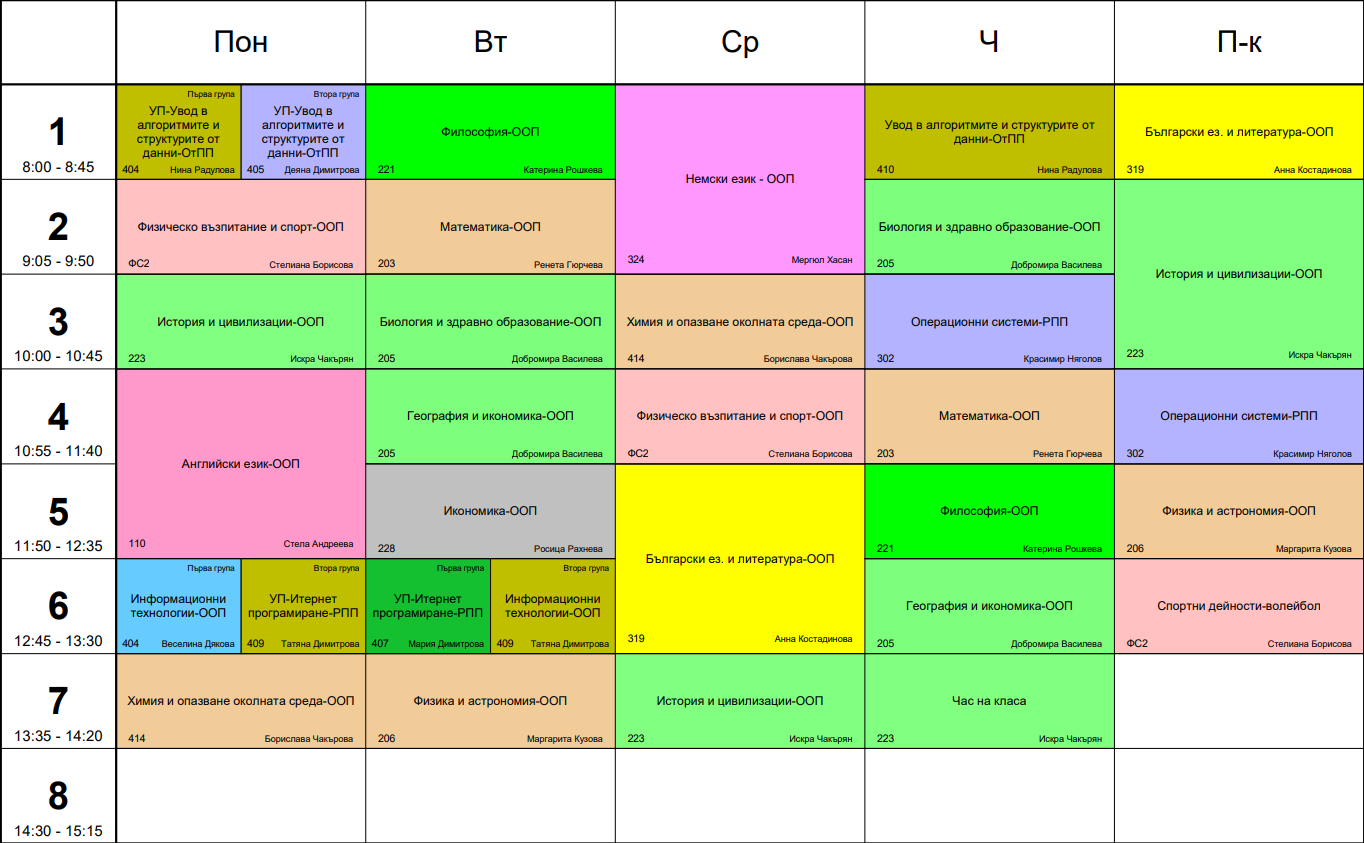 Пон Вт Ср Ч П-к
1
8:00 - 8:45
Първа група
УП-Увод в
алгоритмите и
структурите от
данни-ОтПП
404 Нина Радулова
Втора група
УП-Увод в
алгоритмите и
структурите от
данни-ОтПП
405 Деяна Димитрова
Философия-ООП
221 Катерина Рошкева
Немски език - ООП
324 Мергюл Хасан
Увод в алгоритмите и структурите от
данни-ОтПП
410 Нина Радулова
Български ез. и литература-ООП
319 Анна Костадинова
2
9:05 - 9:50
Физическо възпитание и спорт-ООП
ФС2 Стелиана Борисова
Математика-ООП
203 Ренета Гюрчева
Биология и здравно образование-ООП
205 Добромира Василева
История и цивилизации-ООП
223 Искра Чакърян
3
10:00 - 10:45
История и цивилизации-ООП
223 Искра Чакърян
Биология и здравно образование-ООП
205 Добромира Василева
Химия и опазване околната среда-ООП
414 Борислава Чакърова
Операционни системи-РПП
302 Красимир Няголов
4
10:55 - 11:40
Английски език-ООП
110 Стела Андреева
География и икономика-ООП
205 Добромира Василева
Физическо възпитание и спорт-ООП
ФС2 Стелиана Борисова
Математика-ООП
203 Ренета Гюрчева
Операционни системи-РПП
302 Красимир Няголов
5
11:50 - 12:35
Икономика-ООП
228 Росица Рахнева
Български ез. и литература-ООП
319 Анна Костадинова
Философия-ООП
221 Катерина Рошкева
Физика и астрономия-ООП
206 Маргарита Кузова
6
12:45 - 13:30
Първа група
Информационни
технологии-ООП
404 Веселина Дякова
Втора група
УП-Итернет
програмиране-РПП
409 Татяна Димитрова
Първа група
УП-Итернет
програмиране-РПП
407 Мария Димитрова
Втора група
Информационни
технологии-ООП
409 Татяна Димитрова
География и икономика-ООП
205 Добромира Василева
Спортни дейности-волейбол
ФС2 Стелиана Борисова
7
13:35 - 14:20
Химия и опазване околната среда-ООП
414 Борислава Чакърова
Физика и астрономия-ООП
206 Маргарита Кузова
История и цивилизации-ООП
223 Искра Чакърян
Час на класа
223 Искра Чакърян
8
14:30 - 15:15